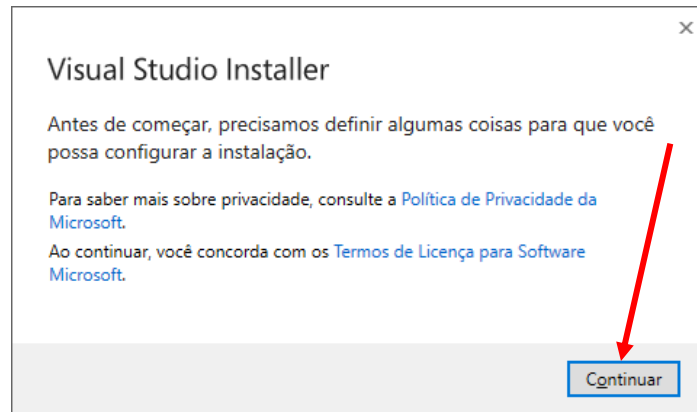 Visual Studio Installer
Antes de começar, precisamos definir algumas coisas para que você
possa configurar a instalação.
Para saber mais sobre privacidade, consulte a Política de Privacidade da
Microsoft.
Ao continuar, você concorda com os Termos de Licença para Software
Microsoft.
Continuar